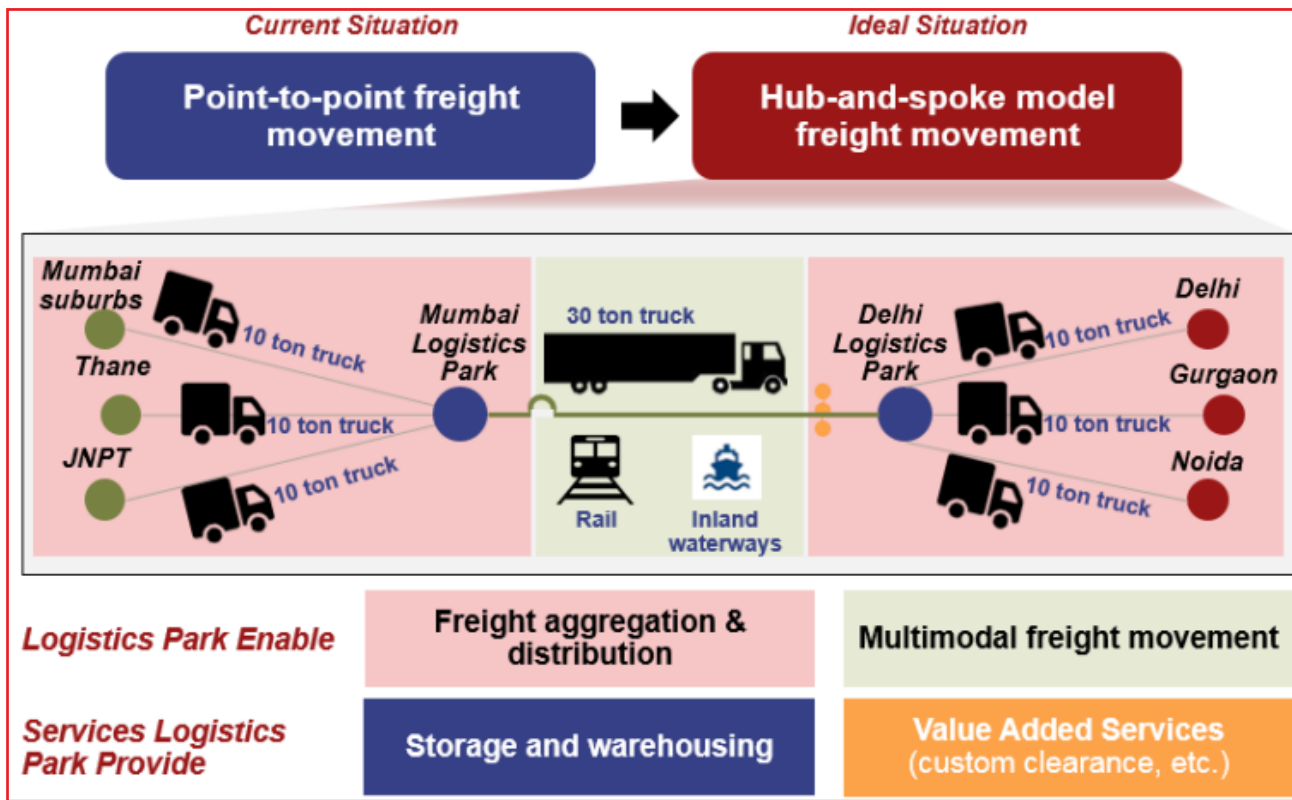 Current Situation
Ideal Situation
Point-to-point freight
movement
Hub-and-spoke model
freight movement
Mumbai
suburbs
10 ton truck
Thane
10 ton truck
JNPT
10 ton truck
Mumbai
Logistics
Park
30 ton truck
Rail
Inland
waterways
Delhi
Logistics
Park
10 ton truck
Delhi
10 ton truck
Gurgaon
10 ton truck
Noida
Logistics Park Enable
Freight aggregation &
distribution
Multimodal freight movement
Services Logistics
Park Provide
Storage and warehousing
Value Added Services
(custom clearance, etc.)